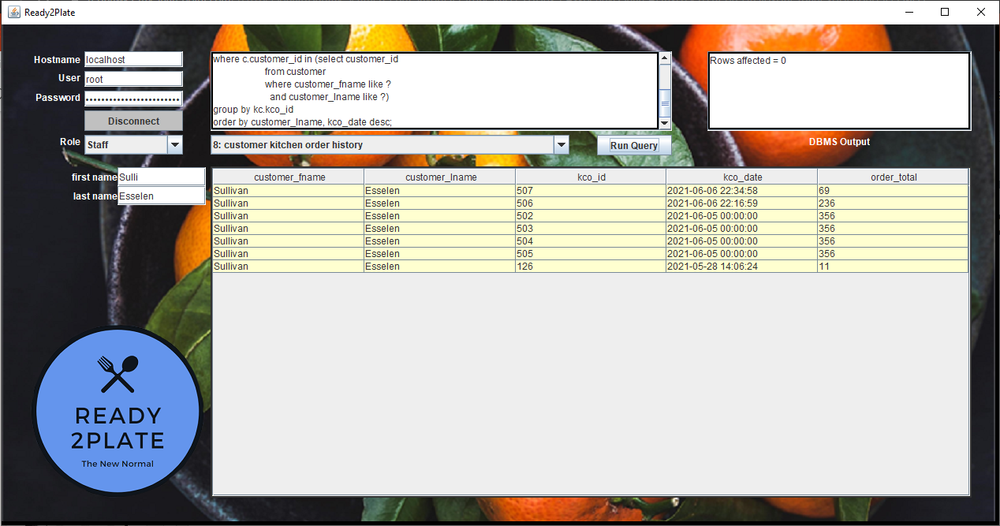 Ready2Plate
Hostname localhost
User root
Password ••••••••••••••••••••••••
Disconnect
Role Staff
where c.customer_id in (select customer_id
from customer
where customer_fname like ?
and customer_lname like ?)
group by kc.kco_id
order by customer_lname, kco_date desc;
8: customer kitchen order history
Run Query
Rows affected = 0
DBMS Output
first name Sulli
last name Esselen
customer_fname customer_lname kco_id kco_date order_total
Sullivan Esselen 507 2021-06-06 22:34:58 69
Sullivan Esselen 506 2021-06-06 22:16:59 236
Sullivan Esselen 502 2021-06-05 00:00:00 356
Sullivan Esselen 503 2021-06-05 00:00:00 356
Sullivan Esselen 504 2021-06-05 00:00:00 356
Sullivan Esselen 505 2021-06-05 00:00:00 356
Sullivan Esselen 126 2021-05-28 14:06:24 11
READY
2PLATE
The New Normal